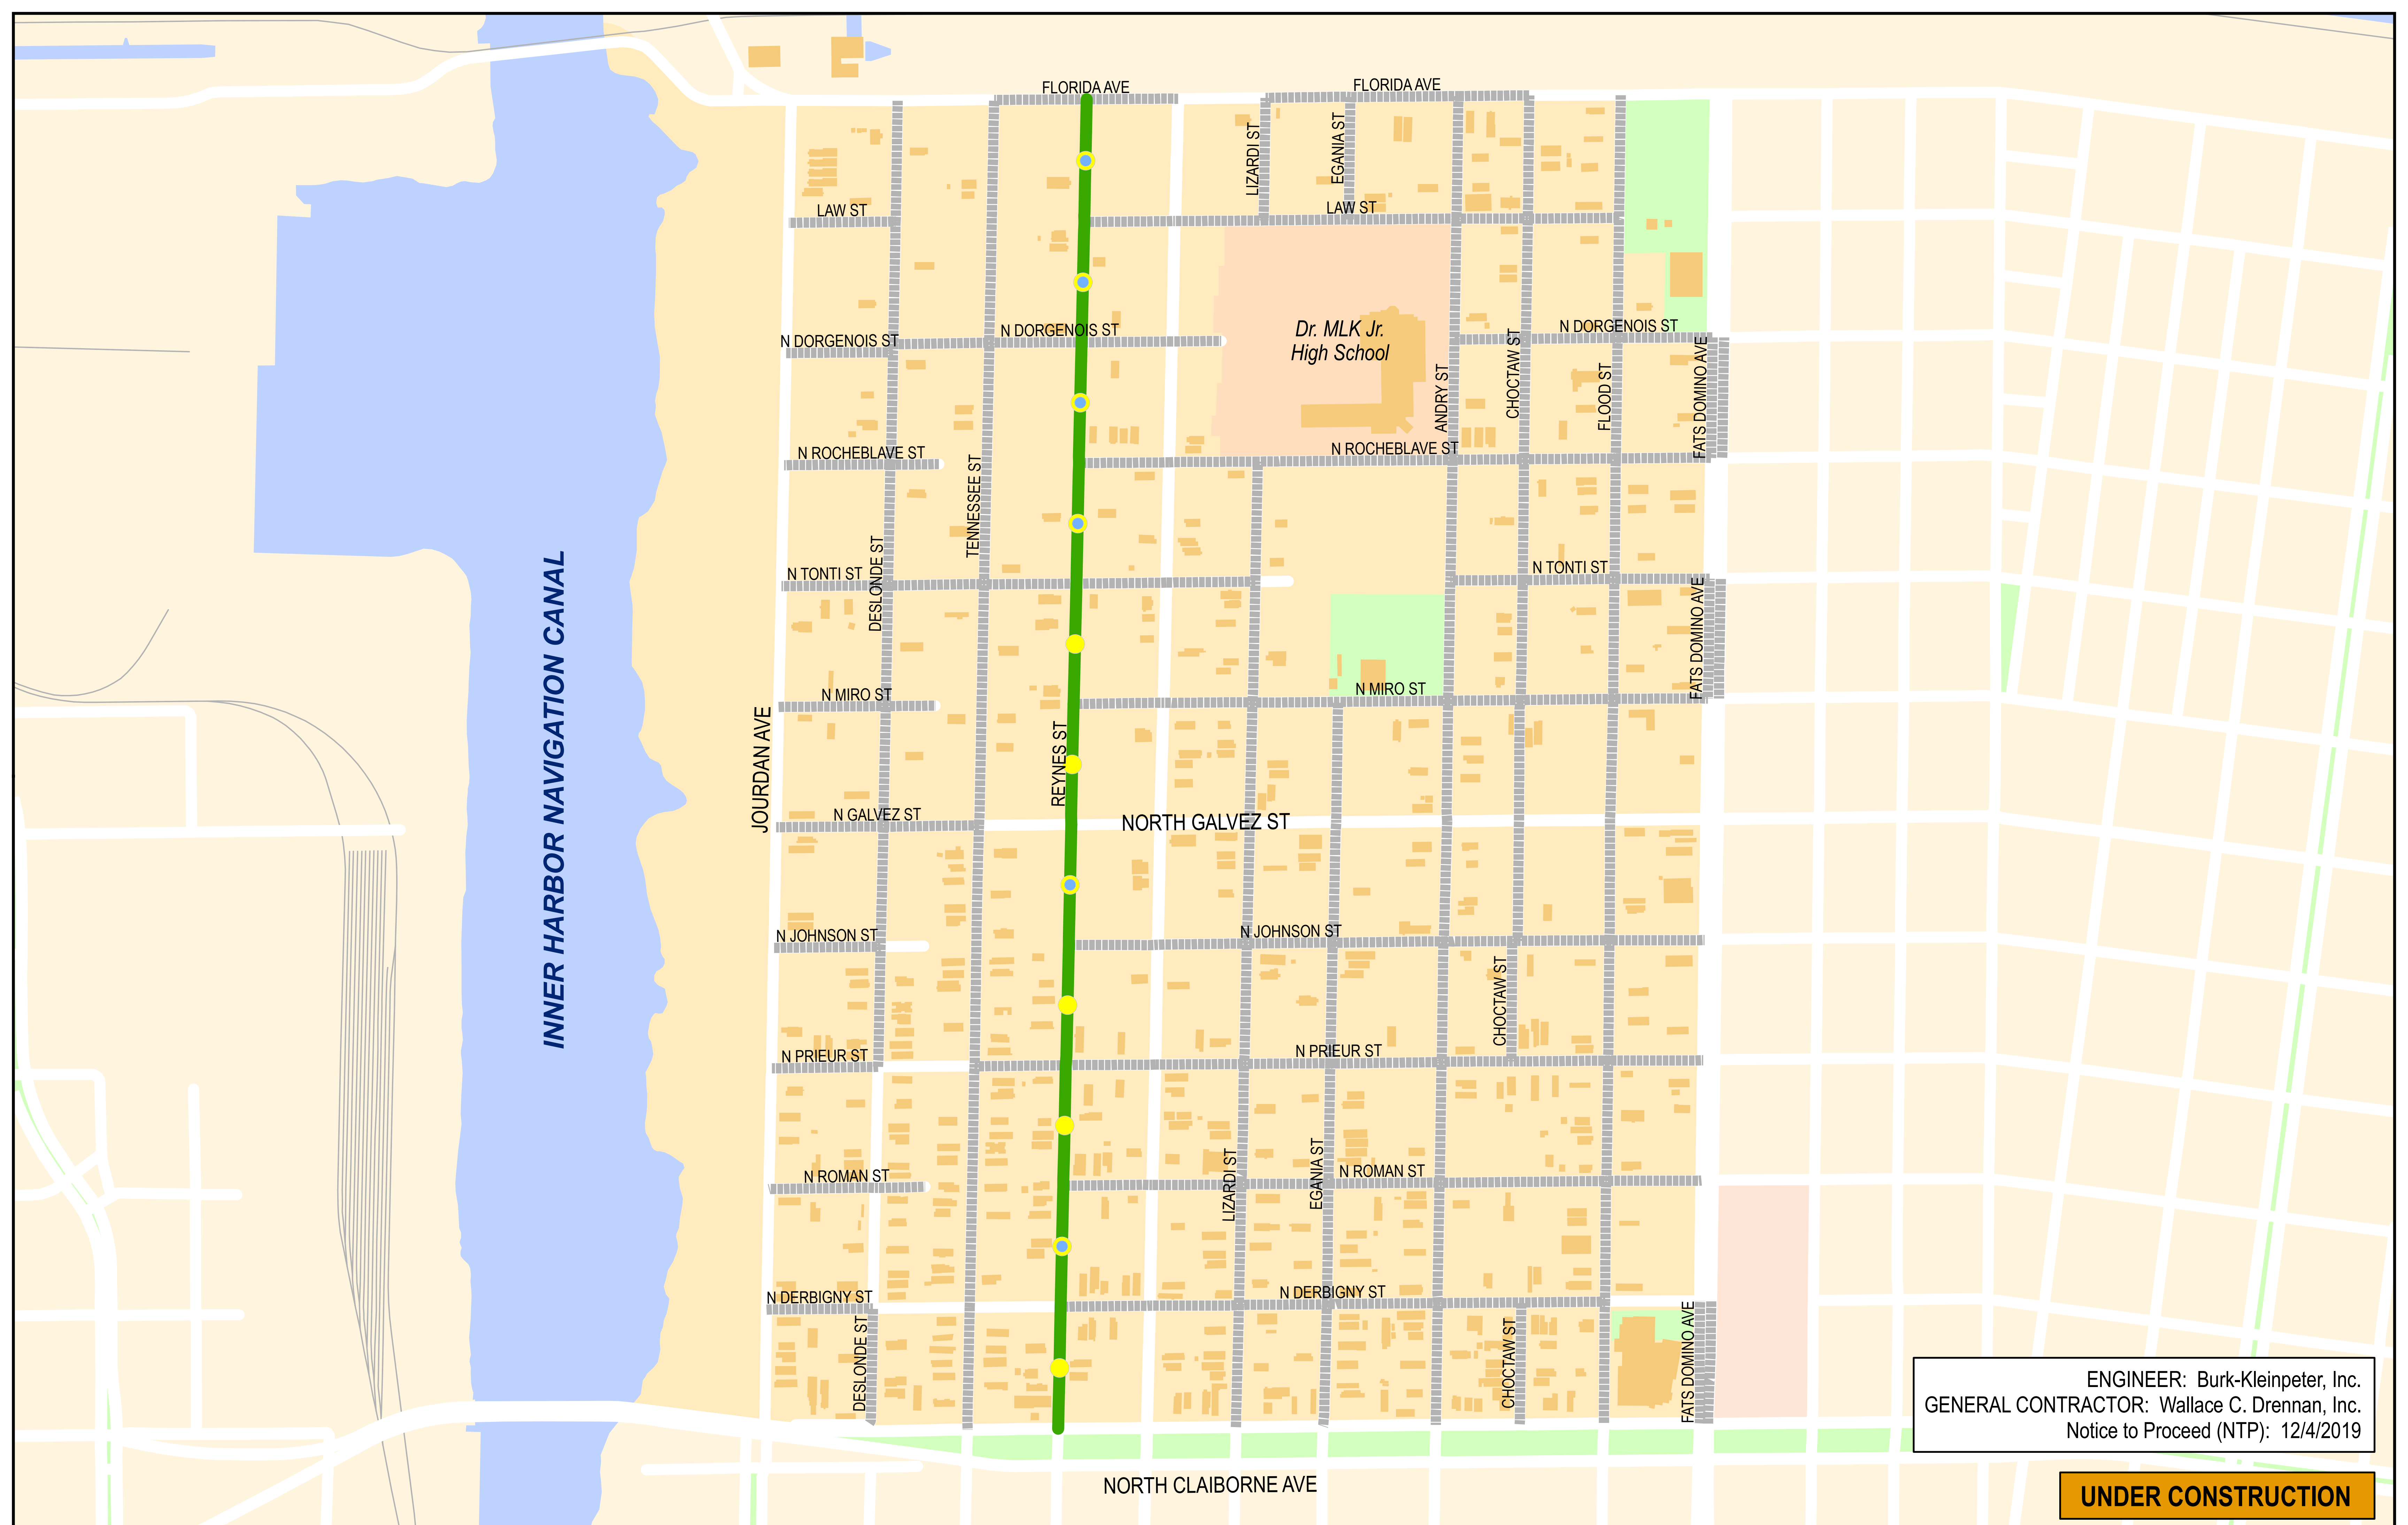 FLORIDA AVE
FLORIDA AVE
LIZARDI ST
EGANIA ST
LAW ST
LAW ST
N DORGENOIS ST
N DORGENOIS ST
Dr. MLK Jr.
High School
N DORGENOIS ST
CHOCTAW ST
FLOOD ST
FATS DOMINO AVE
ANDRY ST
N ROCHEBLAVE ST
N ROCHEBLAVE ST
TENNESSEE ST
DESLONDE ST
N TONTI ST
N TONTI ST
FATS DOMINO AVE
INNER HARBOR NAVIGATION CANAL
N MIRO ST
N MIRO ST
JOURDAN AVE
REYNES ST
N GALVEZ ST
NORTH GALVEZ ST
N JOHNSON ST
N JOHNSON ST
CHOCTAW ST
N PRIEUR ST
N PRIEUR ST
LIZARDI ST
EGANIA ST
N ROMAN ST
N ROMAN ST
N DERBIGNY ST
N DERBIGNY ST
DESLONDE ST
CHOCTAW ST
FATS DOMINO AVE
ENGINEER: Burk-Kleinpeter, Inc.
GENERAL CONTRACTOR: Wallace C. Drennan, Inc.
Notice to Proceed (NTP): 12/4/2019
NORTH CLAIBORNE AVE
UNDER CONSTRUCTION